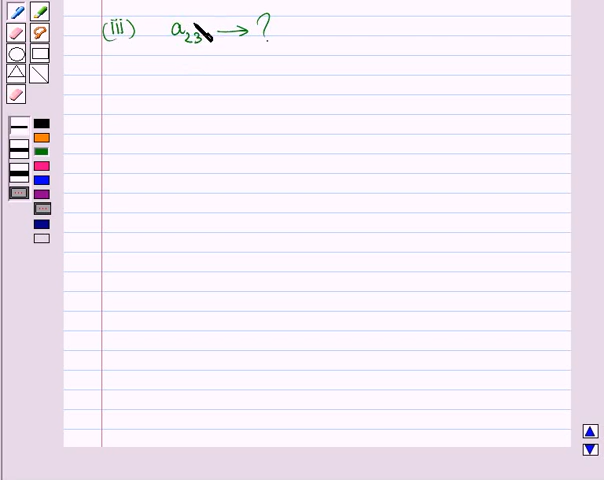 (iii) a₂₃ → ?